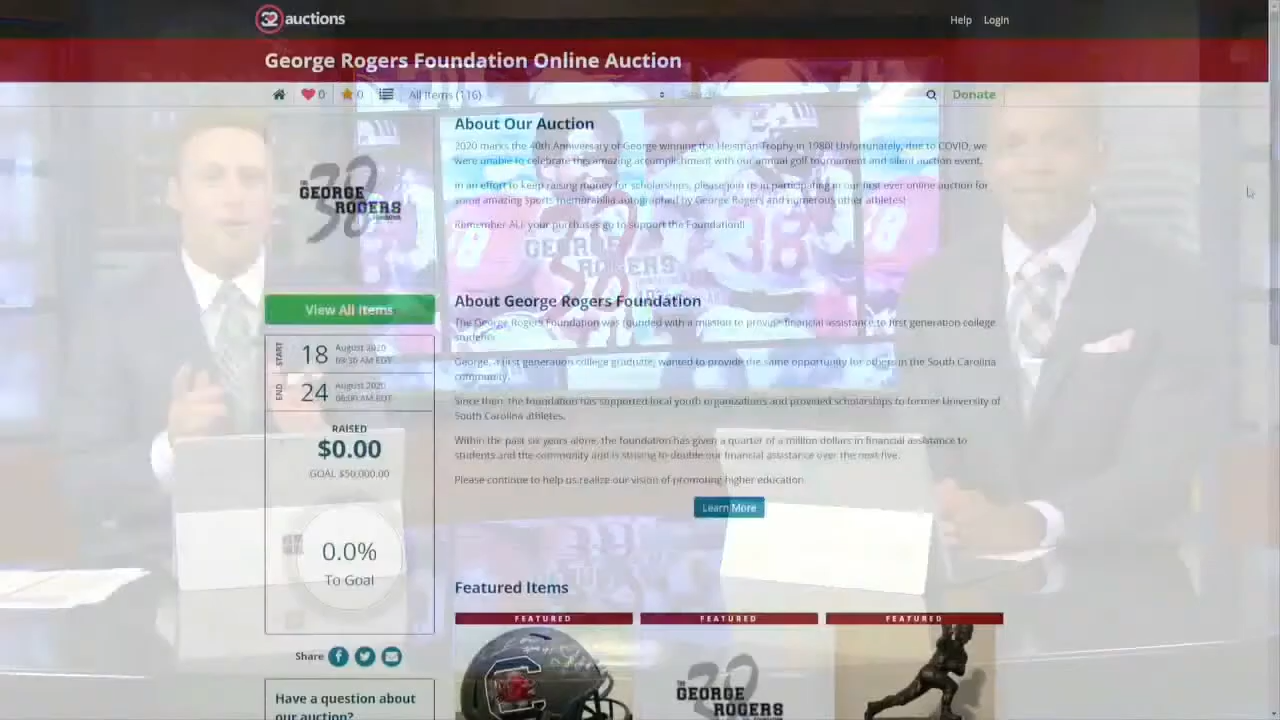 32 auctions
Help Login
George Rogers Foundation Online Auction
0 0 All Items (116) Search Donate
About Our Auction
2020 marks the 40th Anniversary of George winning the Heisman Trophy in 1980! Unfortunately, due to COVID, we
were unable to celebrate this amazing accomplishment with our annual golf tournament and silent auction event.
In an effort to keep raising money for scholarships, please join us in participating in our first ever online auction for
some amazing sports memorabilia autographed by George Rogers and numerous other athletes!
Remember ALL your purchases go to support the Foundation!!
THE
38
GEORGE
ROGERS
FOUNDATION
GEORGE
ROGERS
38
View All Items
About George Rogers Foundation
The George Rogers Foundation was founded with a mission to provide financial assistance to first generation college
students.
George, a first generation college graduate, wanted to provide the same opportunity for others in the South Carolina
community.
Since then, the foundation has supported local youth organizations and provided scholarships to former University of
South Carolina athletes.
Within the past six years alone, the foundation has given a quarter of a million dollars in financial assistance to
students and the community and is striving to double our financial assistance over the next five.
Please continue to help us realize our vision of promoting higher education.
Learn More
START 18 August 2020
END 24 August 2020
RAISED
$0.00
GOAL $50,000.00
0.0%
To Goal
Share
Have a question about
our auction?
Featured Items
FEATURED FEATURED FEATURED
C
THE
38
GEORGE
ROGERS